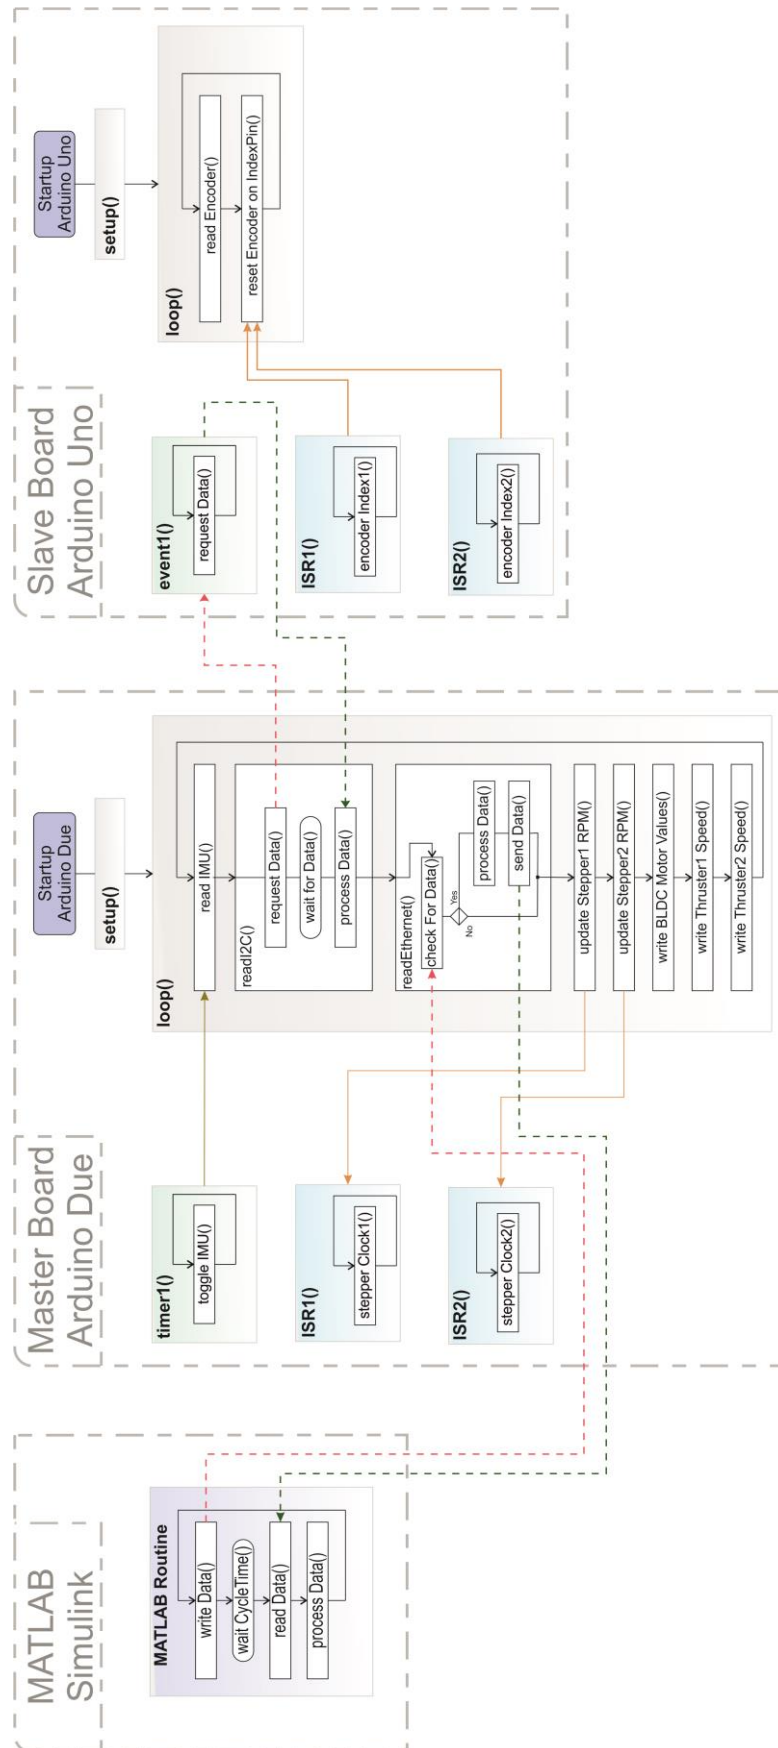 MATLAB
Simulink
MATLAB Routine
write Data()
wait CycleTime()
read Data()
process Data()
Master Board
Arduino Due
Startup
Arduino Due
setup()
timer1()
toggle IMU()
ISR1()
stepper Clock1()
ISR2()
stepper Clock2()
loop()
read IMU()
readI2C()
request Data()
wait for Data()
process Data()
readEthernet()
check For Data()
Yes
No
process Data()
send Data()
update Stepper1 RPM()
update Stepper2 RPM()
write BLDC Motor Values()
write Thruster1 Speed()
write Thruster2 Speed()
Slave Board
Arduino Uno
Startup
Arduino Uno
setup()
event1()
request Data()
ISR1()
encoder Index1()
ISR2()
encoder Index2()
loop()
read Encoder()
reset Encoder on IndexPin()